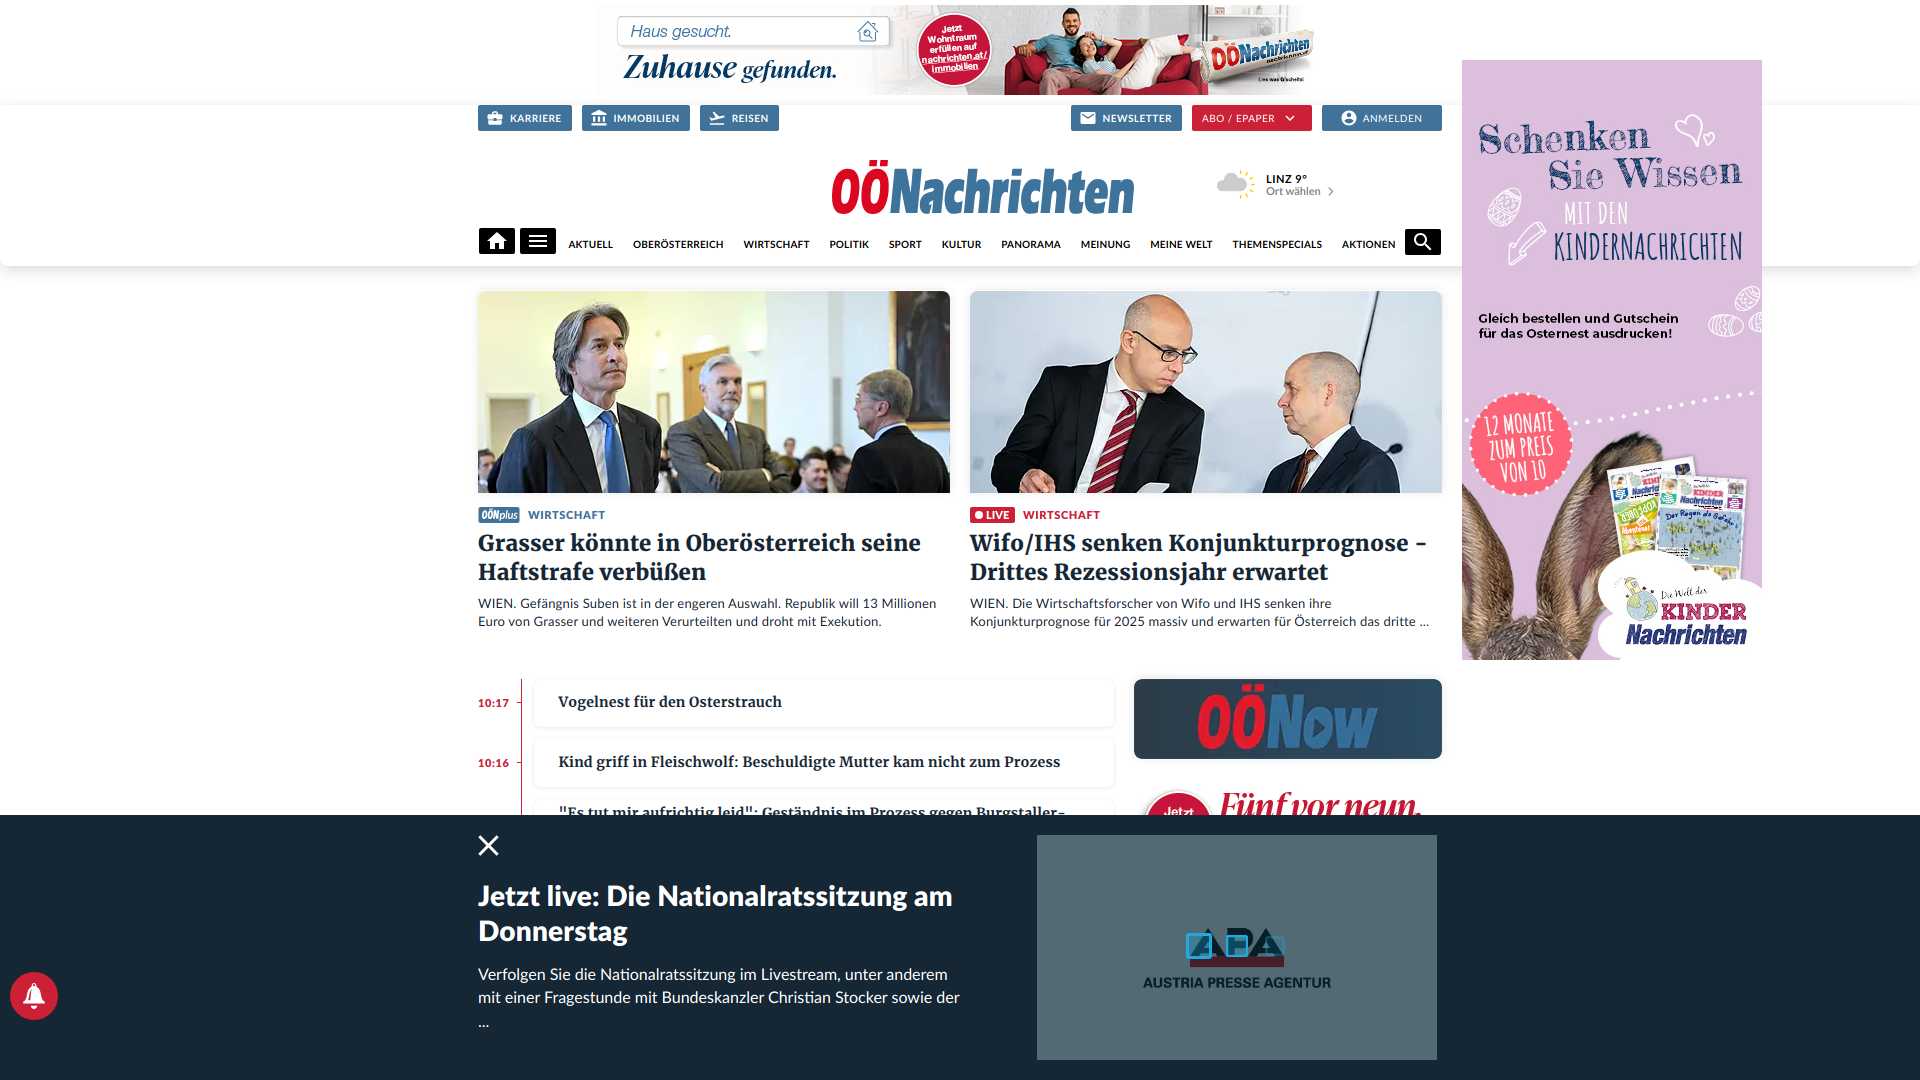 Haus gesucht.
Zuhause gefunden.
Jetzt
Wohntraum
erfüllen auf
nachrichten.at/
immobilien
OÖNachrichten
Lies was G'scheits!
KARRIERE
IMMOBILIEN
REISEN
NEWSLETTER
ABO / EPAPER
ANMELDEN
OÖNachrichten
LINZ 9°
Ort wählen
AKTUELL OBERÖSTERREICH WIRTSCHAFT POLITIK SPORT KULTUR PANORAMA MEINUNG MEINE WELT THEMENSPECIALS AKTIONEN
Schenken
Sie Wissen
MIT DEN
KINDERNACHRICHTEN
Gleich bestellen und Gutschein
für das Osternest ausdrucken!
12 MONATE
ZUM PREIS
VON 10
Die Welt der
KINDER
Nachrichten
OÖNplus WIRTSCHAFT
Grasser könnte in Oberösterreich seine
Haftstrafe verbüßen
WIEN. Gefängnis Suben ist in der engeren Auswahl. Republik will 13 Millionen
Euro von Grasser und weiteren Verurteilten und droht mit Exekution.
LIVE WIRTSCHAFT
Wifo/IHS senken Konjunkturprognose -
Drittes Rezessionsjahr erwartet
WIEN. Die Wirtschaftsforscher von Wifo und IHS senken ihre
Konjunkturprognose für 2025 massiv und erwarten für Österreich das dritte ...
10:17 Vogelnest für den Osterstrauch
10:16 Kind griff in Fleischwolf: Beschuldigte Mutter kam nicht zum Prozess
"Es tut mir aufrichtig leid": Geständnis im Prozess gegen Burgstaller-
OÖNow
Jetzt
Fünf vor neun.
Jetzt live: Die Nationalratssitzung am
Donnerstag
Verfolgen Sie die Nationalratssitzung im Livestream, unter anderem
mit einer Fragestunde mit Bundeskanzler Christian Stocker sowie der
...
APA
AUSTRIA PRESSE AGENTUR